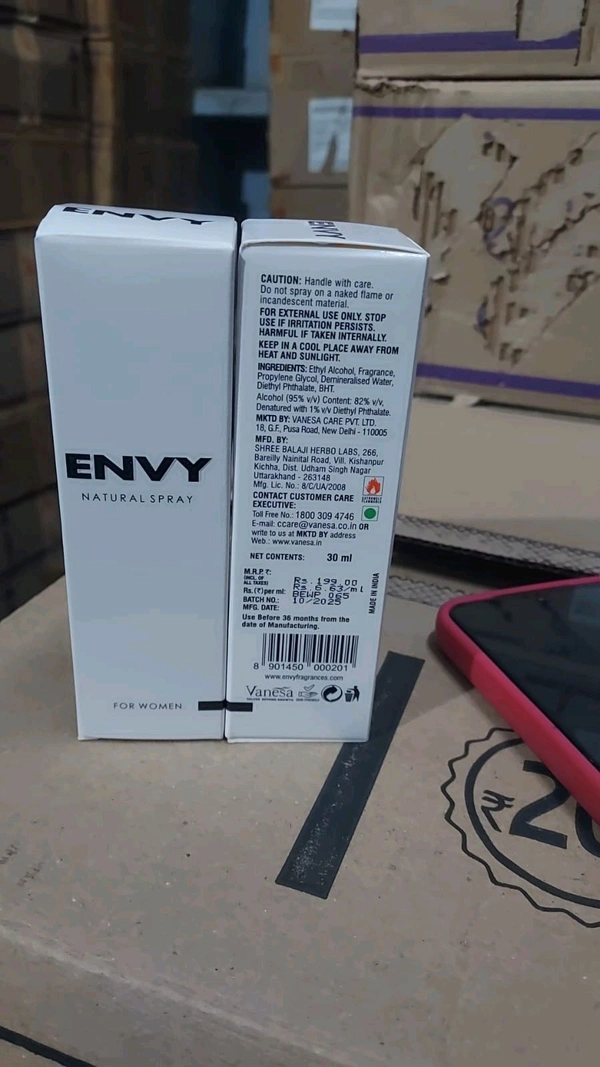 ENVY
ENVY
NATURAL SPRAY
FOR WOMEN
ENVY
CAUTION: Handle with care.
Do not spray on a naked flame or
incandescent material.
FOR EXTERNAL USE ONLY. STOP
USE IF IRRITATION PERSISTS.
HARMFUL IF TAKEN INTERNALLY.
KEEP IN A COOL PLACE AWAY FROM
HEAT AND SUNLIGHT.
INGREDIENTS: Ethyl Alcohol, Fragrance,
Propylene Glycol, Demineralised Water,
Diethyl Phthalate, BHT.
Alcohol (95% v/v) Content: 82% v/v,
Denatured with 1% v/v Diethyl Phthalate.
MKTD BY: VANESA CARE PVT. LTD.
18, G.F., Pusa Road, New Delhi - 110005
MFD. BY:
SHREE BALAJI HERBO LABS, 266,
Bareilly Nainital Road, Vill. Kishanpur
Kichha, Dist. Udham Singh Nagar
Uttarakhand - 263148
Mfg. Lic. No.: 8/C/UA/2008
CONTACT CUSTOMER CARE
EXECUTIVE:
Toll Free No.: 1800 309 4746
E-mail: ccare@vanesa.co.in OR
write to us at MKTD BY address
Web.: www.vanesa.in
NET CONTENTS: 30 ml
M.R.P. ₹: Rs. 199.00
(INCL. OF
ALL TAXES)
Rs. (₹) per ml: Rs. 6.63/ml
BATCH NO.: BEWP 065
MFG. DATE: 10/2025
MADE IN INDIA
Use Before 36 months from the
date of Manufacturing.
8 901450 000201
www.envyfragrances.com
Vanesa